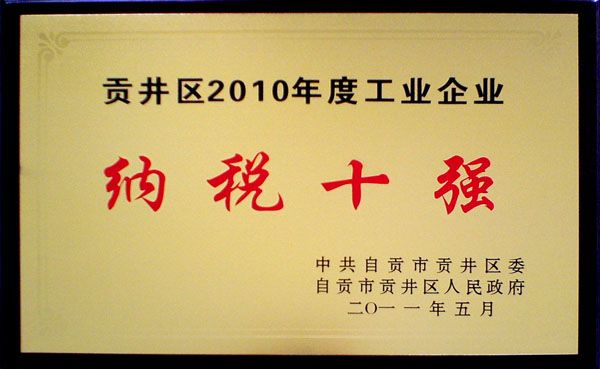 贡井区2010年度工业企业
纳税十强
中共自贡市贡井区委
自贡市贡井区人民政府
二〇一一年五月